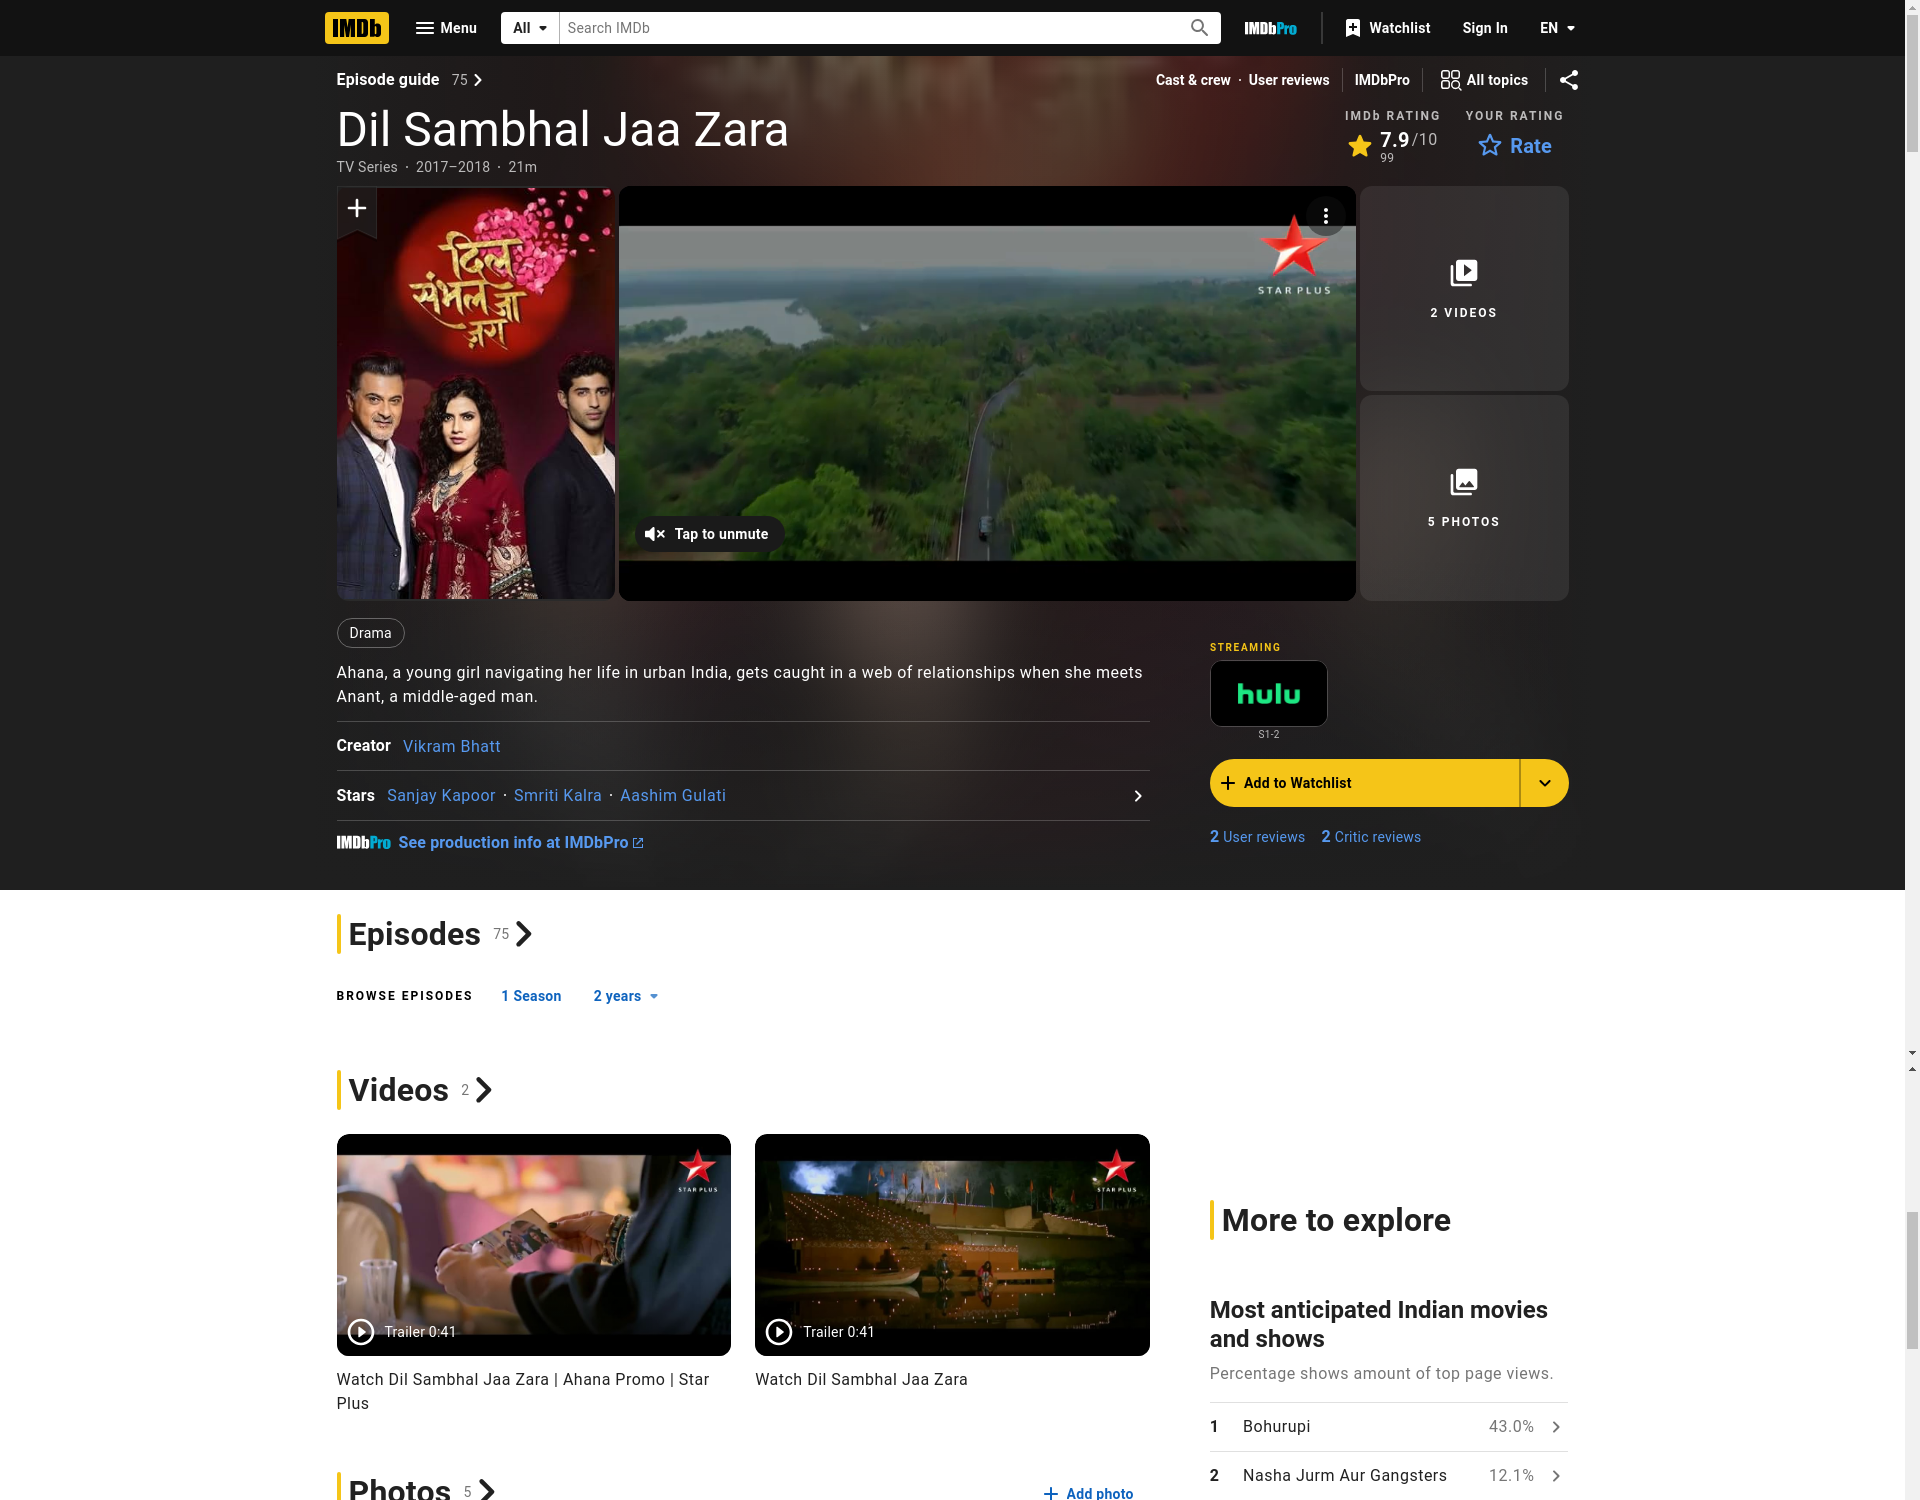 IMDb
Menu
All
Search IMDb
IMDbPro
Watchlist
Sign In
EN
Episode guide 75
Cast & crew · User reviews
IMDbPro
All topics
Dil Sambhal Jaa Zara
TV Series · 2017–2018 · 21m
IMDb RATING
7.9/10
99
YOUR RATING
Rate
दिल
संभल जा
ज़रा
STAR PLUS
Tap to unmute
2 VIDEOS
5 PHOTOS
Drama
Ahana, a young girl navigating her life in urban India, gets caught in a web of relationships when she meets
Anant, a middle-aged man.
Creator Vikram Bhatt
Stars Sanjay Kapoor · Smriti Kalra · Aashim Gulati
IMDbPro See production info at IMDbPro
STREAMING
hulu
S1-2
Add to Watchlist
2 User reviews 2 Critic reviews
Episodes 75
BROWSE EPISODES 1 Season 2 years
Videos 2
STAR PLUS
Trailer 0:41
Watch Dil Sambhal Jaa Zara | Ahana Promo | Star
Plus
STAR PLUS
Trailer 0:41
Watch Dil Sambhal Jaa Zara
Photos 5
Add photo
More to explore
Most anticipated Indian movies
and shows
Percentage shows amount of top page views.
1 Bohurupi 43.0%
2 Nasha Jurm Aur Gangsters 12.1%